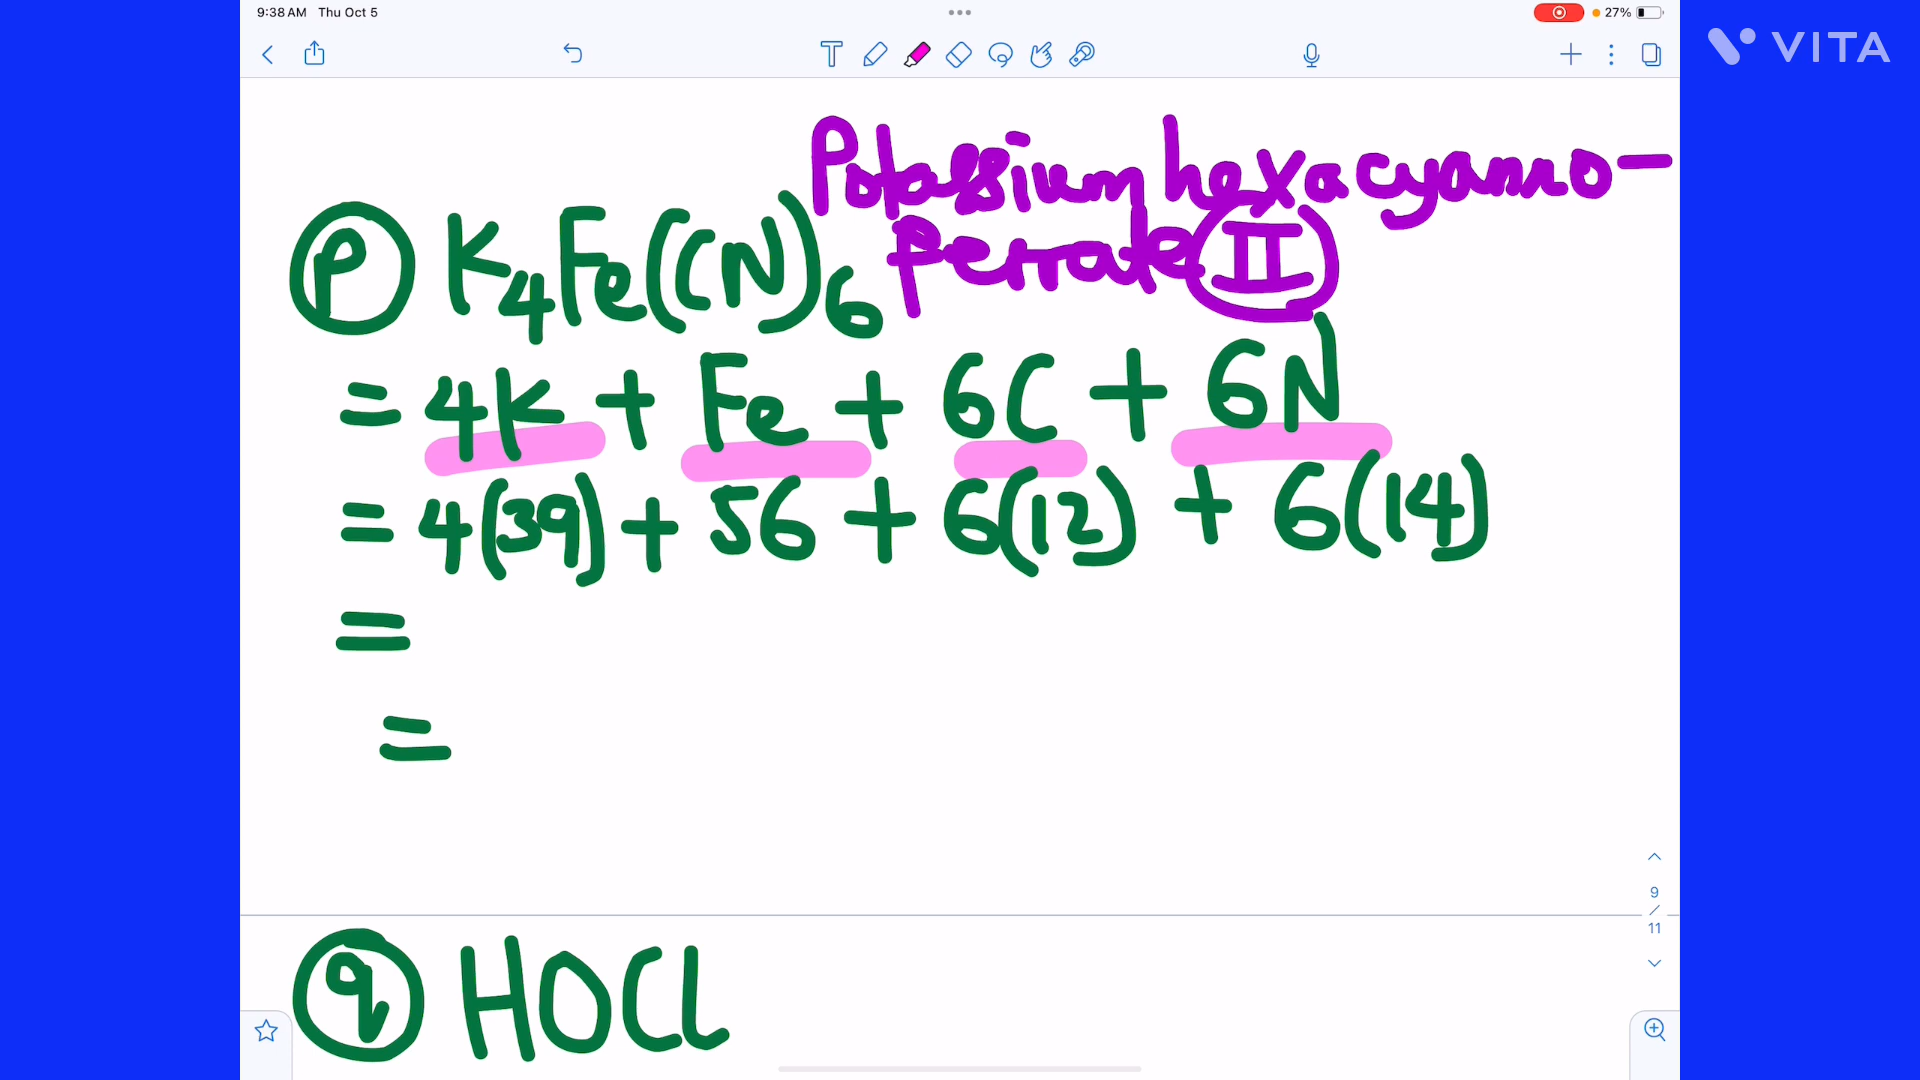 9:38 AM Thu Oct 5
27%
VITA
Potassium hexacyanno-
Ferrate (II)
(P) K₄Fe(CN)₆
= 4K + Fe + 6C + 6N
= 4(39) + 56 + 6(12) + 6(14)
=
=
9
/
11
(q) HOCl